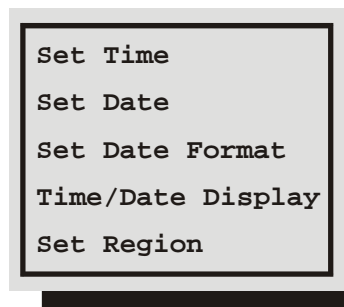 Set Time
Set Date
Set Date Format
Time/Date Display
Set Region